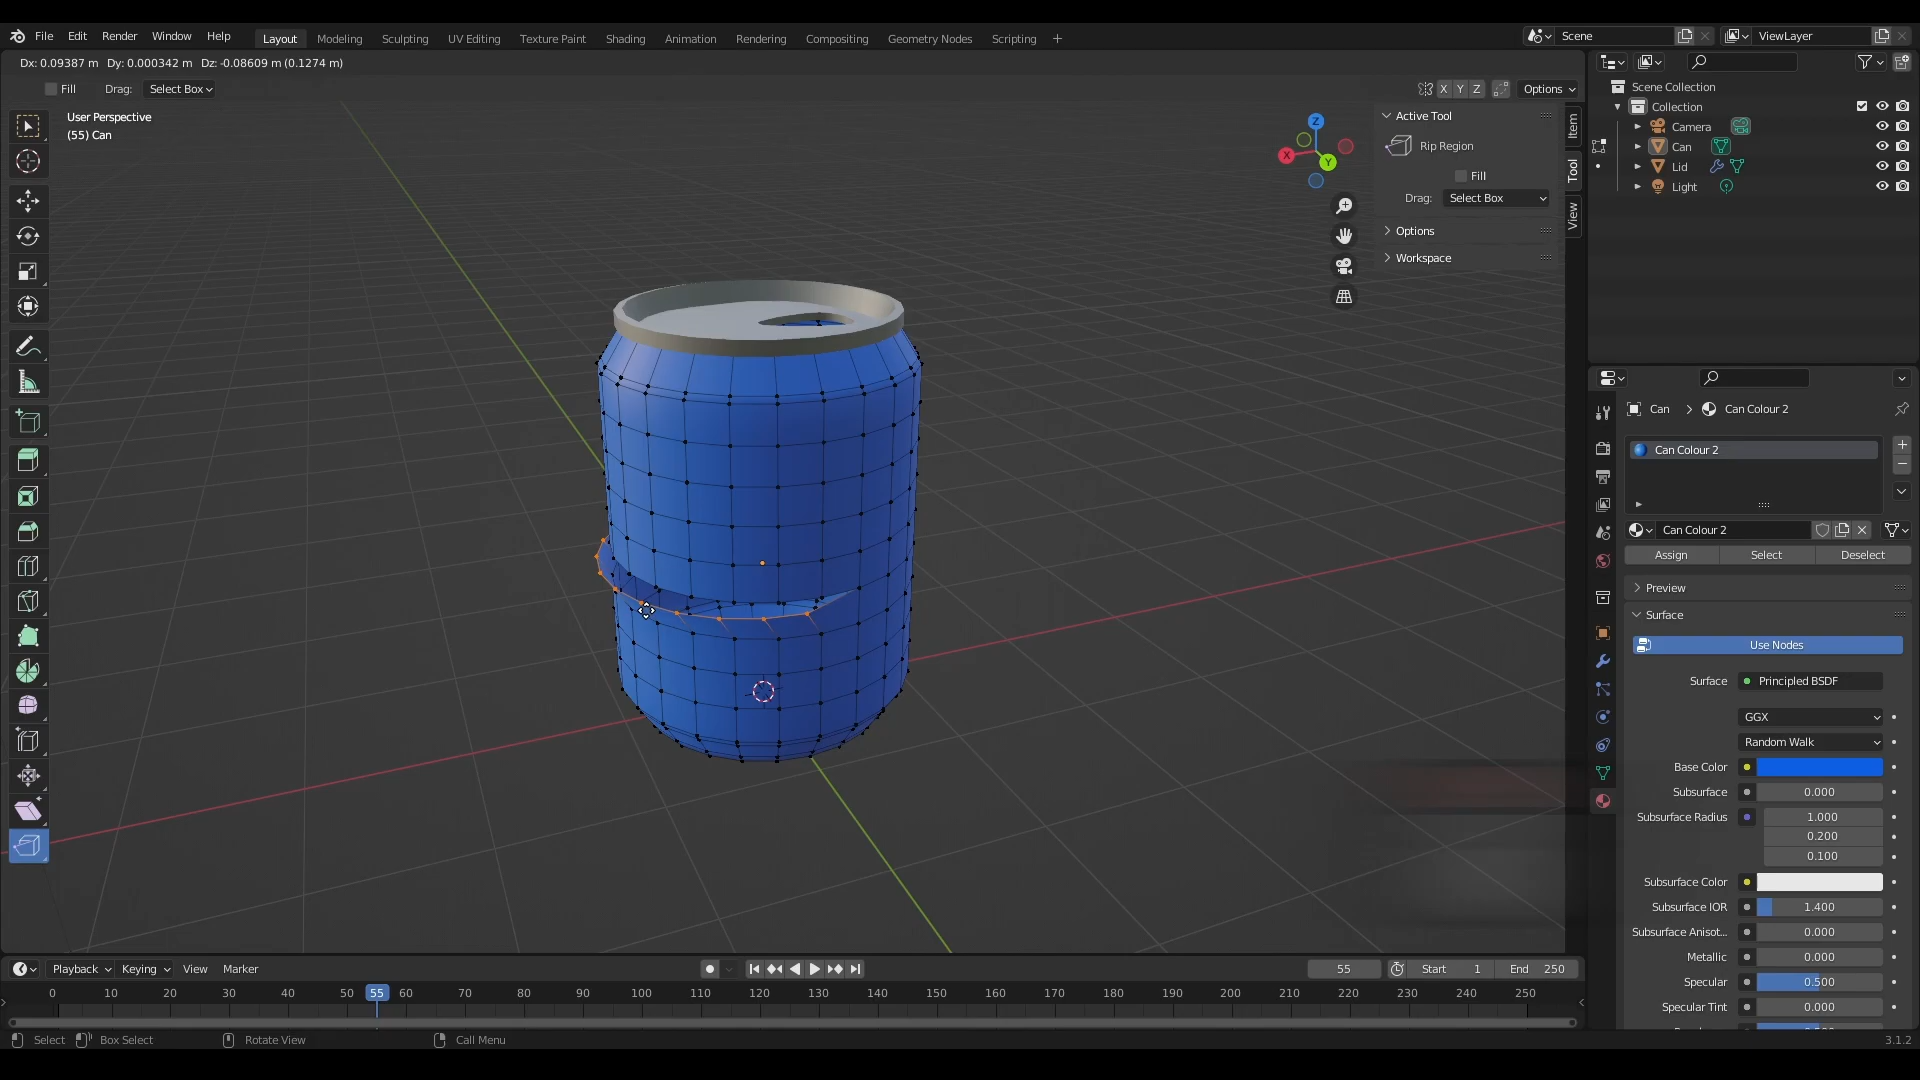 File Edit Render Window Help Layout Modeling Sculpting UV Editing Texture Paint Shading Animation Rendering Compositing Geometry Nodes Scripting + Scene ViewLayer
Dx: 0.09387 m Dy: 0.000342 m Dz: -0.08609 m (0.1274 m)
Fill Drag: Select Box X Y Z Options
User Perspective
(55) Can
Z
X
Y
Active Tool
Rip Region
Fill
Drag: Select Box
Options
Workspace
Item
Tool
View
Scene Collection
Collection
Camera
Can
Lid
Light
Can Can Colour 2
Can Colour 2
Can Colour 2
Assign Select Deselect
Preview
Surface
Use Nodes
Surface Principled BSDF
GGX
Random Walk
Base Color
Subsurface 0.000
Subsurface Radius 1.000
0.200
0.100
Subsurface Color
Subsurface IOR 1.400
Subsurface Anisot... 0.000
Metallic 0.000
Specular 0.500
Specular Tint 0.000
Playback Keying View Marker 55 Start 1 End 250
0 10 20 30 40 50 55 60 70 80 90 100 110 120 130 140 150 160 170 180 190 200 210 220 230 240 250
Select Box Select Rotate View Call Menu 3.1.2